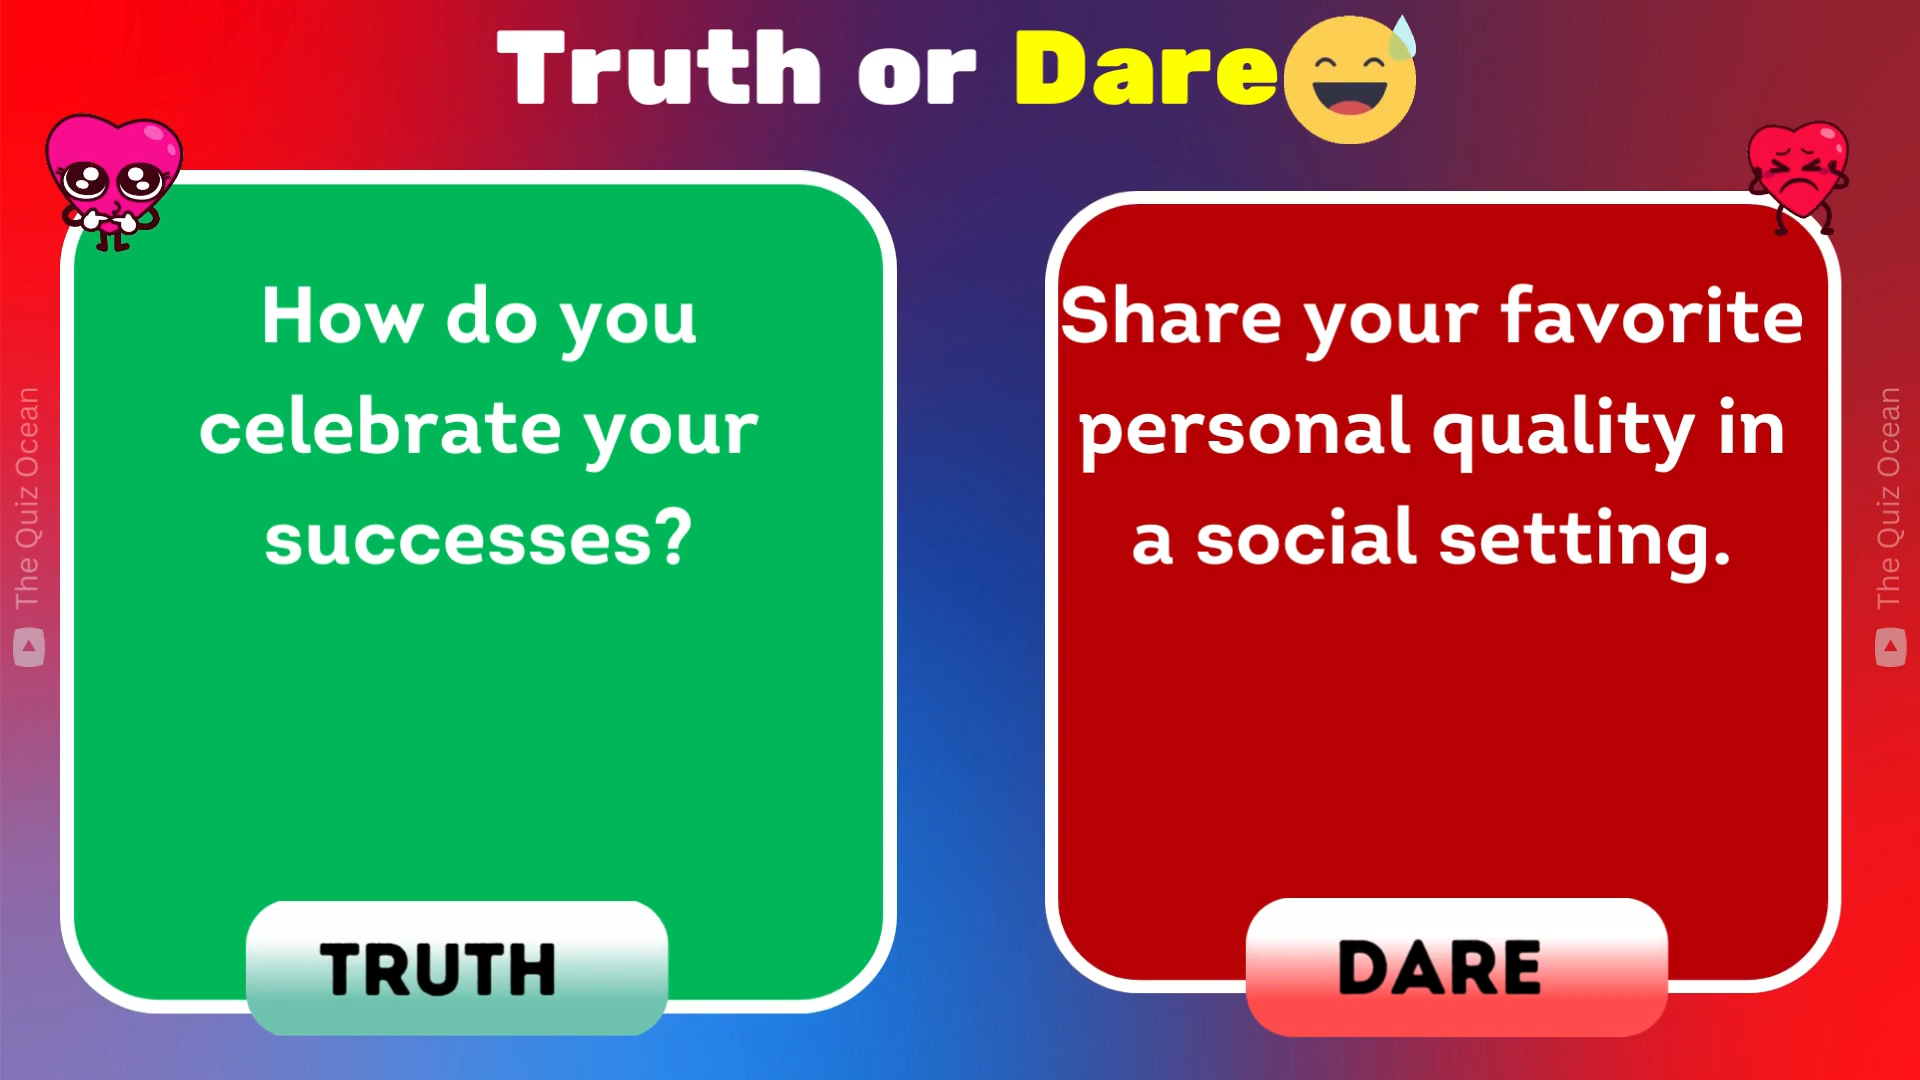 Truth or Dare
How do you
celebrate your
successes?
TRUTH
Share your favorite
personal quality in
a social setting.
DARE
The Quiz Ocean
The Quiz Ocean